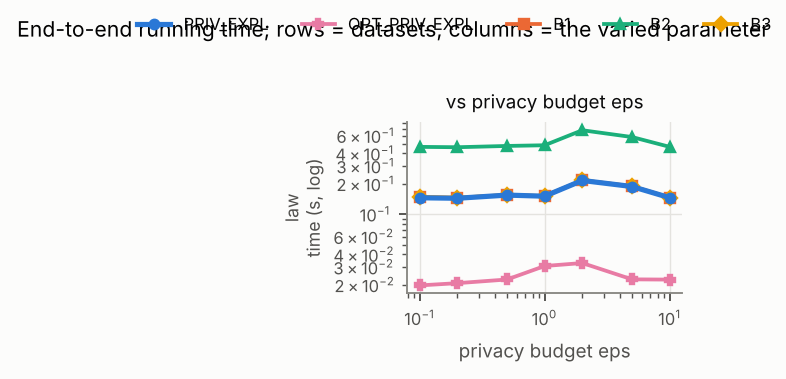 PRIV-EXPL OPT-PRIV-EXPL B1 B2 B3
End-to-end running time; rows = datasets, columns = the varied parameter
vs privacy budget eps
6 × 10⁻¹
4 × 10⁻¹
3 × 10⁻¹
2 × 10⁻¹
10⁻¹
6 × 10⁻²
4 × 10⁻²
3 × 10⁻²
2 × 10⁻²
law
time (s, log)
10⁻¹ 10⁰ 10¹
privacy budget eps